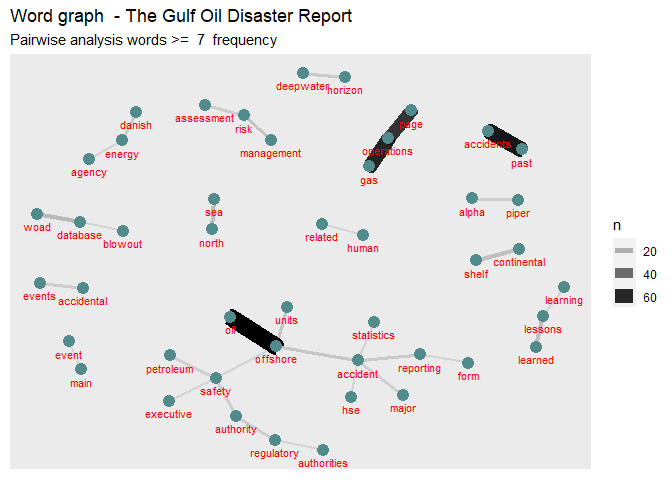 Word graph  - The Gulf Oil Disaster Report
Pairwise analysis words >=  7  frequency
deepwater
horizon
assessment
risk
management
danish
energy
agency
page
operations
gas
accidents
past
woad
database
blowout
sea
north
related
human
alpha
piper
shelf
continental
events
accidental
learning
lessons
learned
event
main
oil
units
offshore
statistics
petroleum
safety
executive
accident
reporting
form
hse
major
authority
regulatory
authorities
n
20
40
60